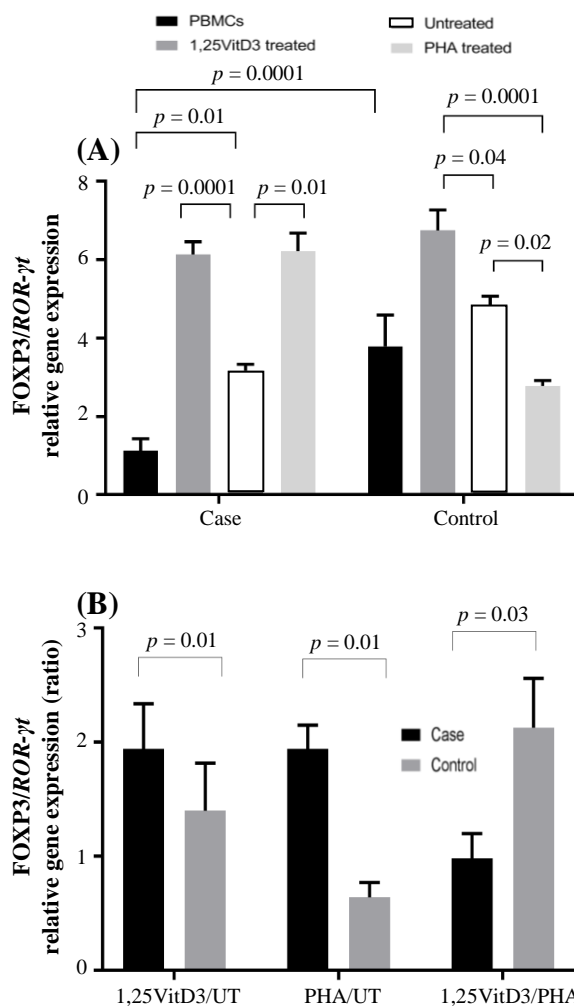 PBMCs
Untreated
1,25VitD3 treated
PHA treated
p = 0.0001
p = 0.0001
p = 0.01
(A)
p = 0.04
p = 0.0001
p = 0.01
p = 0.02
FOXP3/ROR-γt
relative gene expression
8
6
4
2
0
Case
Control
(B)
p = 0.01
p = 0.01
p = 0.03
FOXP3/ROR-γt
relative gene expression (ratio)
3
2
1
0
Case
Control
1,25VitD3/UT
PHA/UT
1,25VitD3/PHA